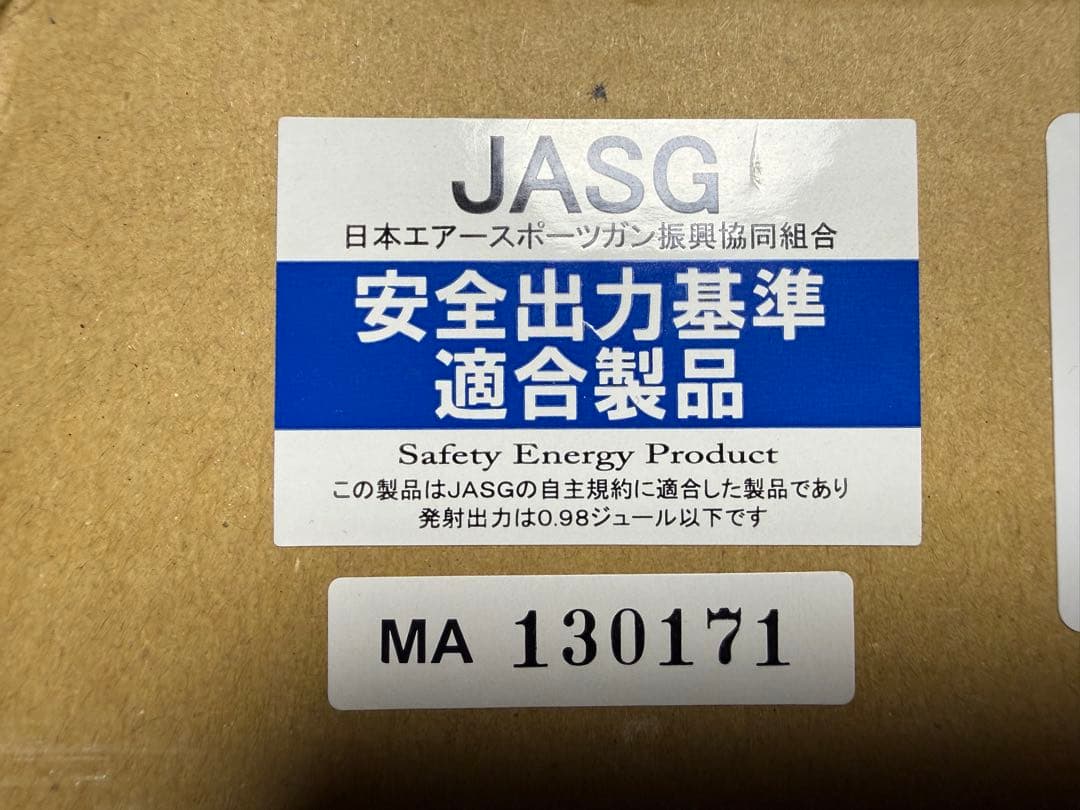 JASG
日本エアースポーツガン振興協同組合
安全出力基準
適合製品
Safety Energy Product
この製品はJASGの自主規約に適合した製品であり
発射出力は0.98ジュール以下です
MA 130171